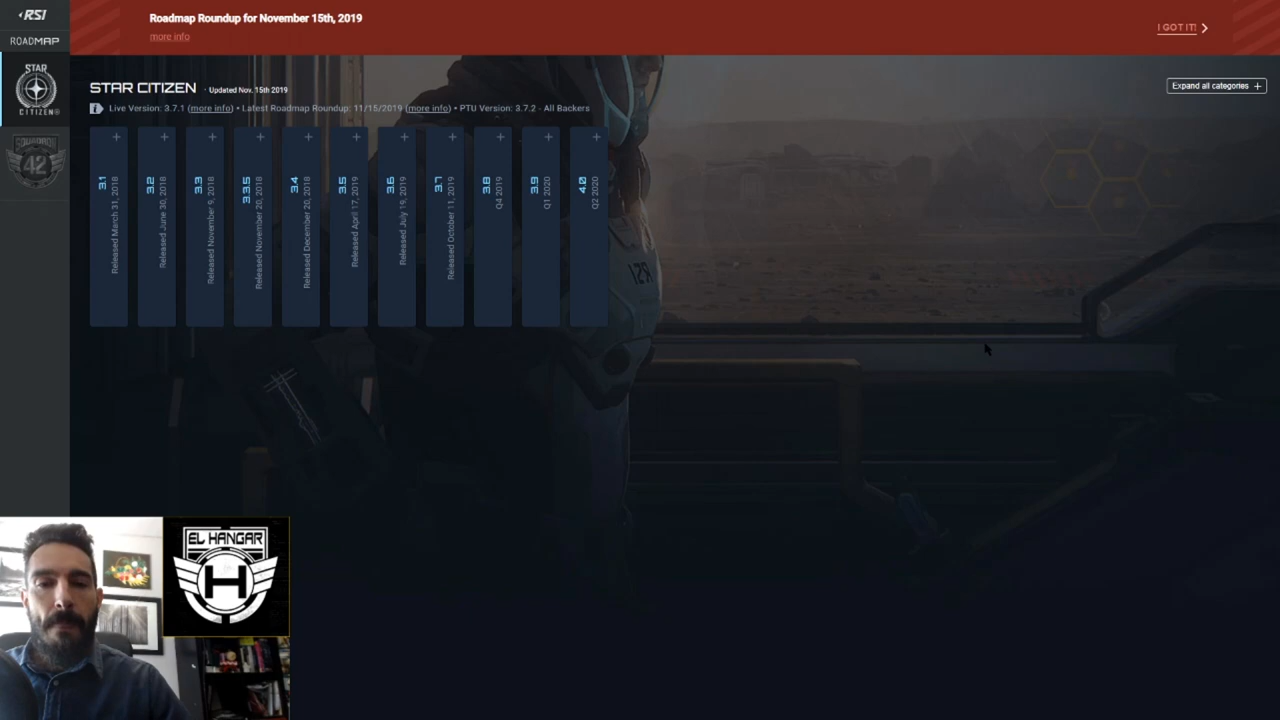 RSI
ROADMAP
STAR
CITIZEN®
SQUADRON
42
Roadmap Roundup for November 15th, 2019
more info
I GOT IT!
STAR CITIZEN · Updated Nov. 15th 2019
Expand all categories +
Live Version: 3.7.1 (more info) • Latest Roadmap Roundup: 11/15/2019 (more info) • PTU Version: 3.7.2 - All Backers
3.1
Released March 31, 2018
3.2
Released June 30, 2018
3.3
Released November 9, 2018
3.3.5
Released November 20, 2018
3.4
Released December 20, 2018
3.5
Released April 17, 2019
3.6
Released July 19, 2019
3.7
Released October 11, 2019
3.8
Q4 2019
3.9
Q1 2020
4.0
Q2 2020
129
EL HANGAR
H